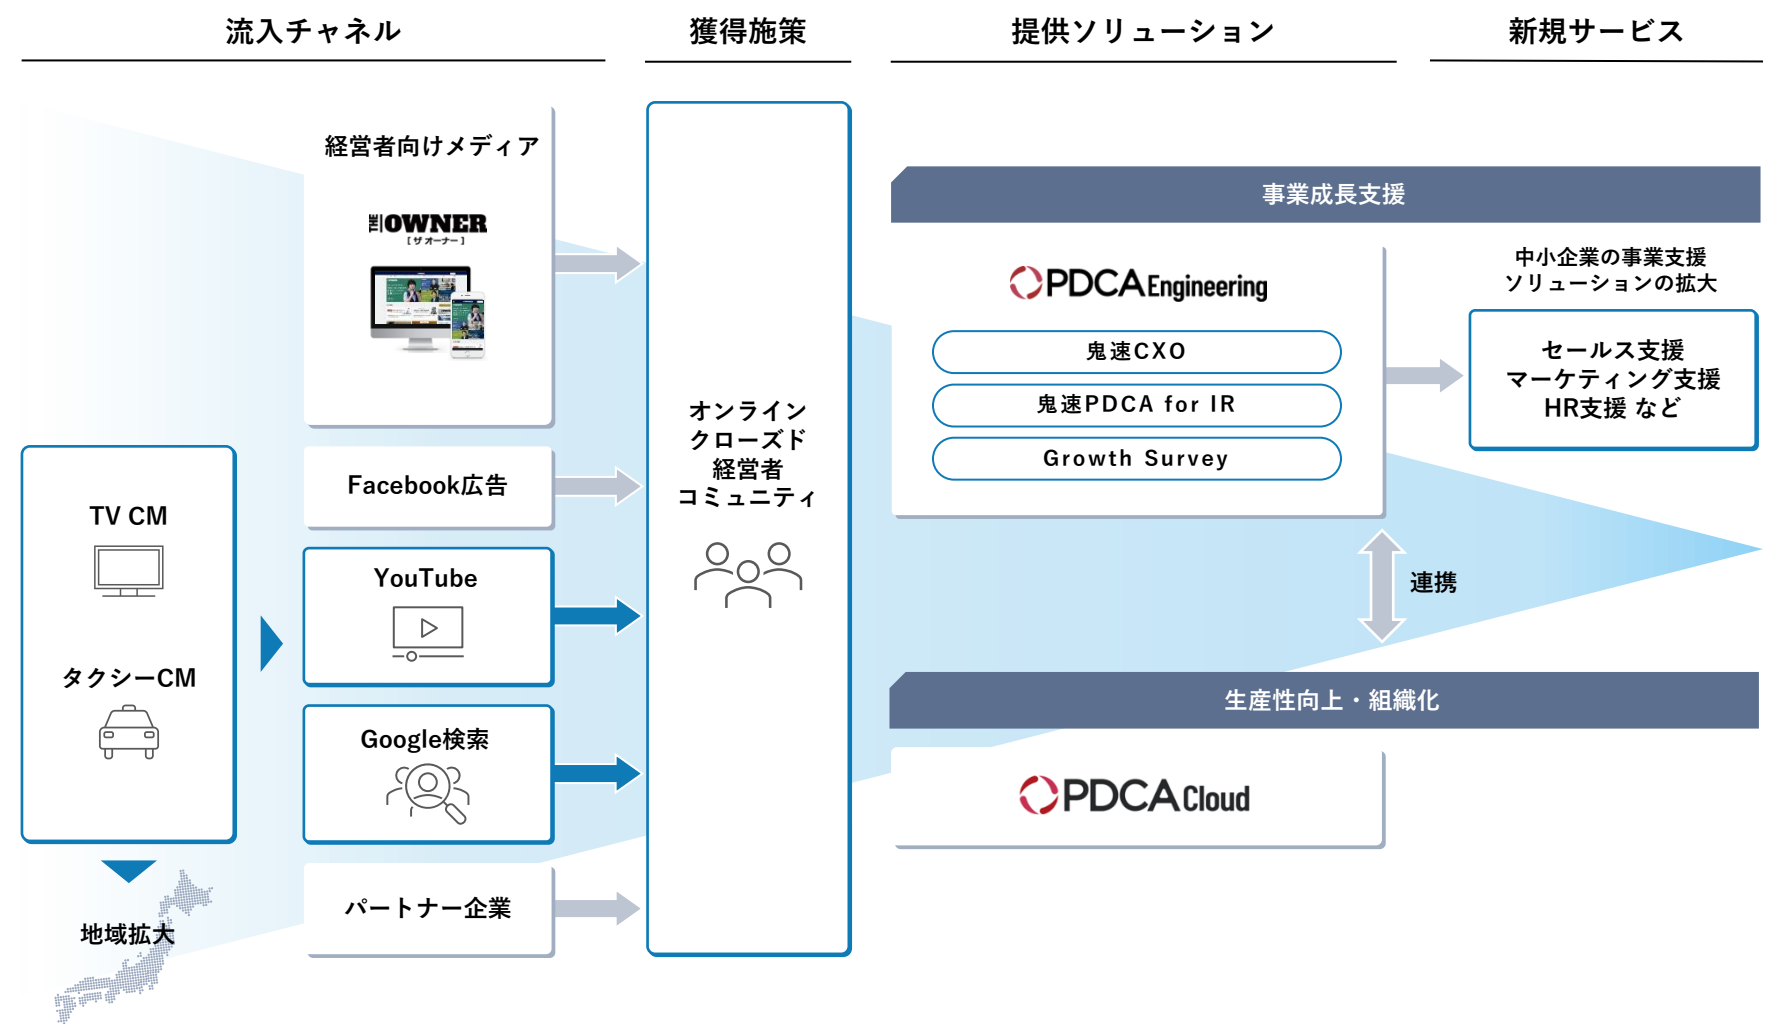 流入チャネル
獲得施策
提供ソリューション
新規サービス
経営者向けメディア
THE OWNER
[ ザ オーナー ]
Facebook広告
TV CM
タクシーCM
地域拡大
YouTube
Google検索
パートナー企業
オンライン
クローズド
経営者
コミュニティ
事業成長支援
PDCA Engineering
鬼速CXO
鬼速PDCA for IR
Growth Survey
中小企業の事業支援
ソリューションの拡大
セールス支援
マーケティング支援
HR支援 など
連携
生産性向上・組織化
PDCA Cloud